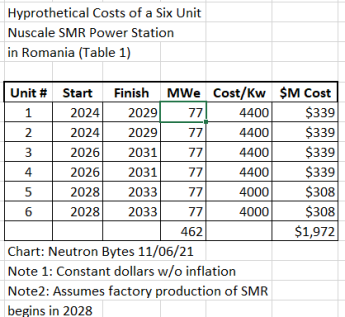 Hyprothetical Costs of a Six Unit
Nuscale SMR Power Station
in Romania (Table 1)
Unit # Start Finish MWe Cost/Kw $M Cost
1 2024 2029 77 4400 $339
2 2024 2029 77 4400 $339
3 2026 2031 77 4400 $339
4 2026 2031 77 4400 $339
5 2028 2033 77 4000 $308
6 2028 2033 77 4000 $308
462 $1,972
Chart: Neutron Bytes 11/06/21
Note 1: Constant dollars w/o inflation
Note2: Assumes factory production of SMR
begins in 2028